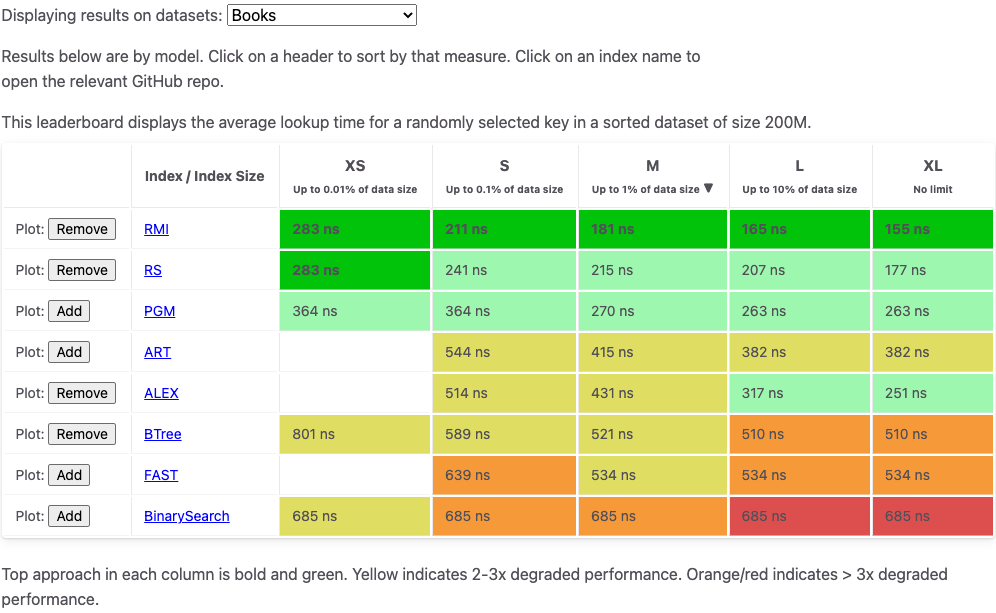 Displaying results on datasets: Books
Results below are by model. Click on a header to sort by that measure. Click on an index name to
open the relevant GitHub repo.
This leaderboard displays the average lookup time for a randomly selected key in a sorted dataset of size 200M.
Index / Index Size XS S M L XL
Up to 0.01% of data size Up to 0.1% of data size Up to 1% of data size ▼ Up to 10% of data size No limit
Plot: Remove RMI 283 ns 211 ns 181 ns 165 ns 155 ns
Plot: Remove RS 283 ns 241 ns 215 ns 207 ns 177 ns
Plot: Add PGM 364 ns 364 ns 270 ns 263 ns 263 ns
Plot: Add ART 544 ns 415 ns 382 ns 382 ns
Plot: Remove ALEX 514 ns 431 ns 317 ns 251 ns
Plot: Remove BTree 801 ns 589 ns 521 ns 510 ns 510 ns
Plot: Add FAST 639 ns 534 ns 534 ns 534 ns
Plot: Add BinarySearch 685 ns 685 ns 685 ns 685 ns 685 ns
Top approach in each column is bold and green. Yellow indicates 2-3x degraded performance. Orange/red indicates > 3x degraded
performance.